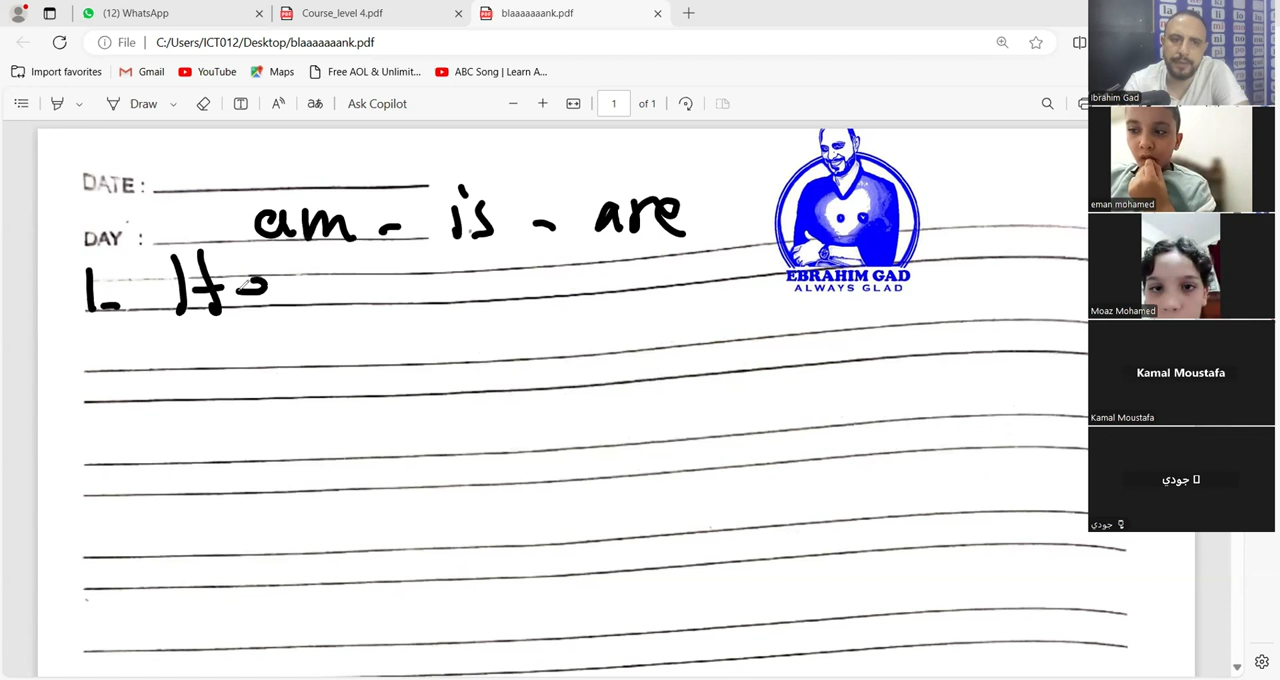 (12) WhatsApp
Course_level 4.pdf
blaaaaaaank.pdf
File
C:/Users/ICT012/Desktop/blaaaaaaank.pdf
Import favorites
Gmail
YouTube
Maps
Free AOL & Unlimit...
ABC Song | Learn A...
Draw
Ask Copilot
1 of 1
DATE:
DAY :
am - is - are
1.
EBRAHIM GAD
ALWAYS GLAD
Ibrahim Gad
eman mohamed
Moaz Mohamed
Kamal Moustafa
Kamal Moustafa
جودي
جودي